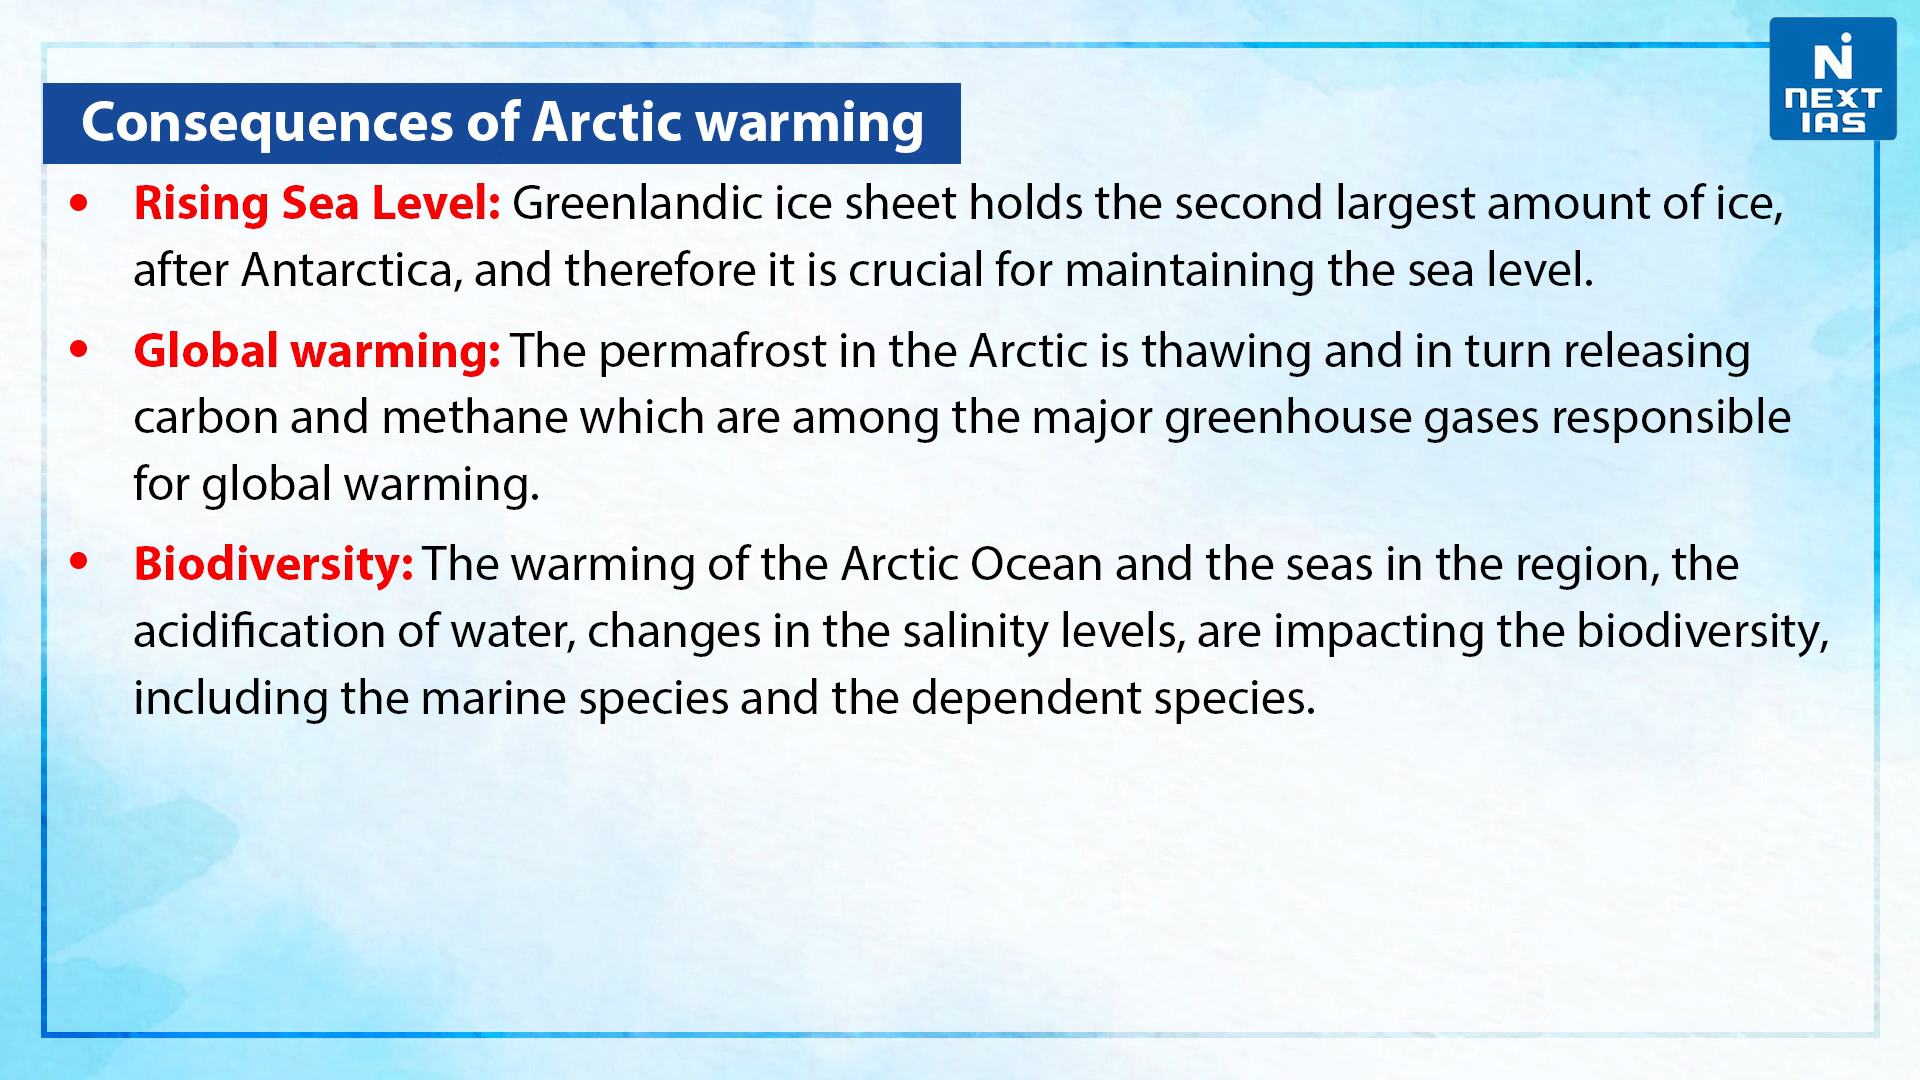 NEXT
IAS
Consequences of Arctic warming
• Rising Sea Level: Greenlandic ice sheet holds the second largest amount of ice,
after Antarctica, and therefore it is crucial for maintaining the sea level.
• Global warming: The permafrost in the Arctic is thawing and in turn releasing
carbon and methane which are among the major greenhouse gases responsible
for global warming.
• Biodiversity: The warming of the Arctic Ocean and the seas in the region, the
acidification of water, changes in the salinity levels, are impacting the biodiversity,
including the marine species and the dependent species.